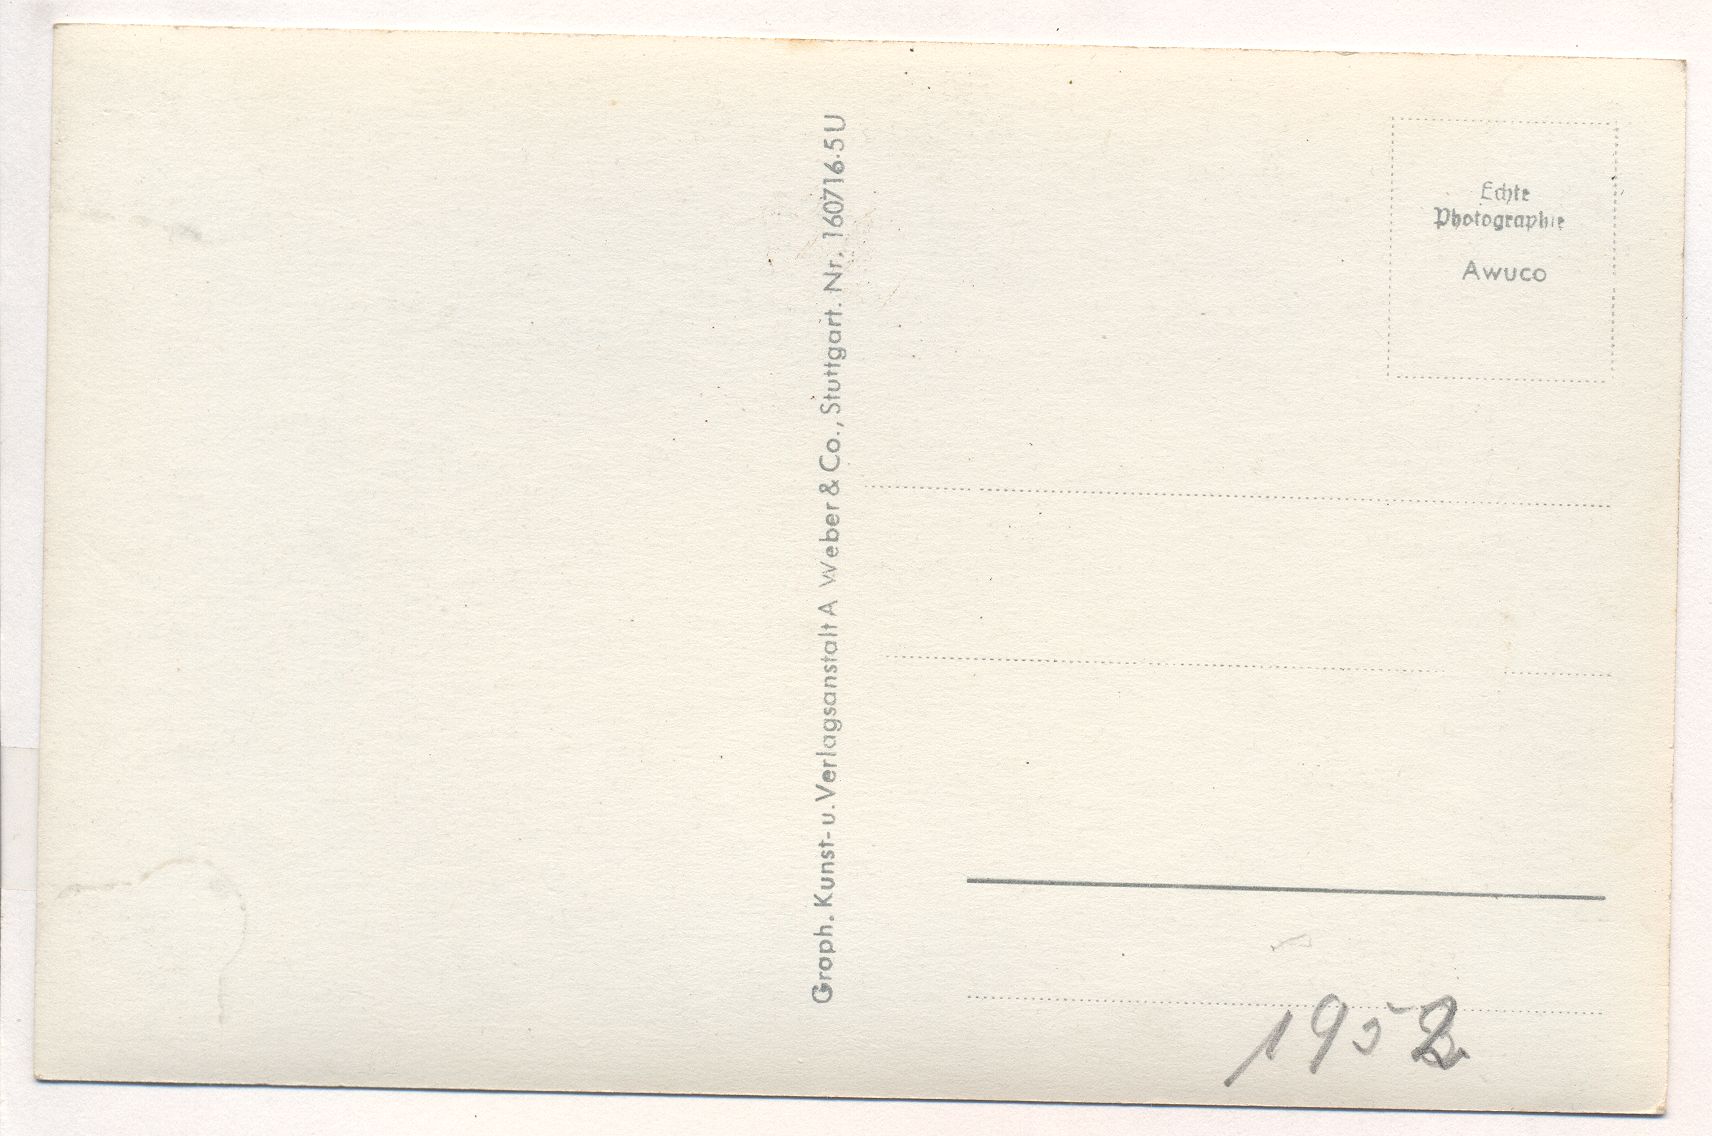 Graph. Kunst- u. Verlagsanstalt A Weber & Co., Stuttgart. Nr. 160716.5U
Echte
Photographie
Awuco
1952